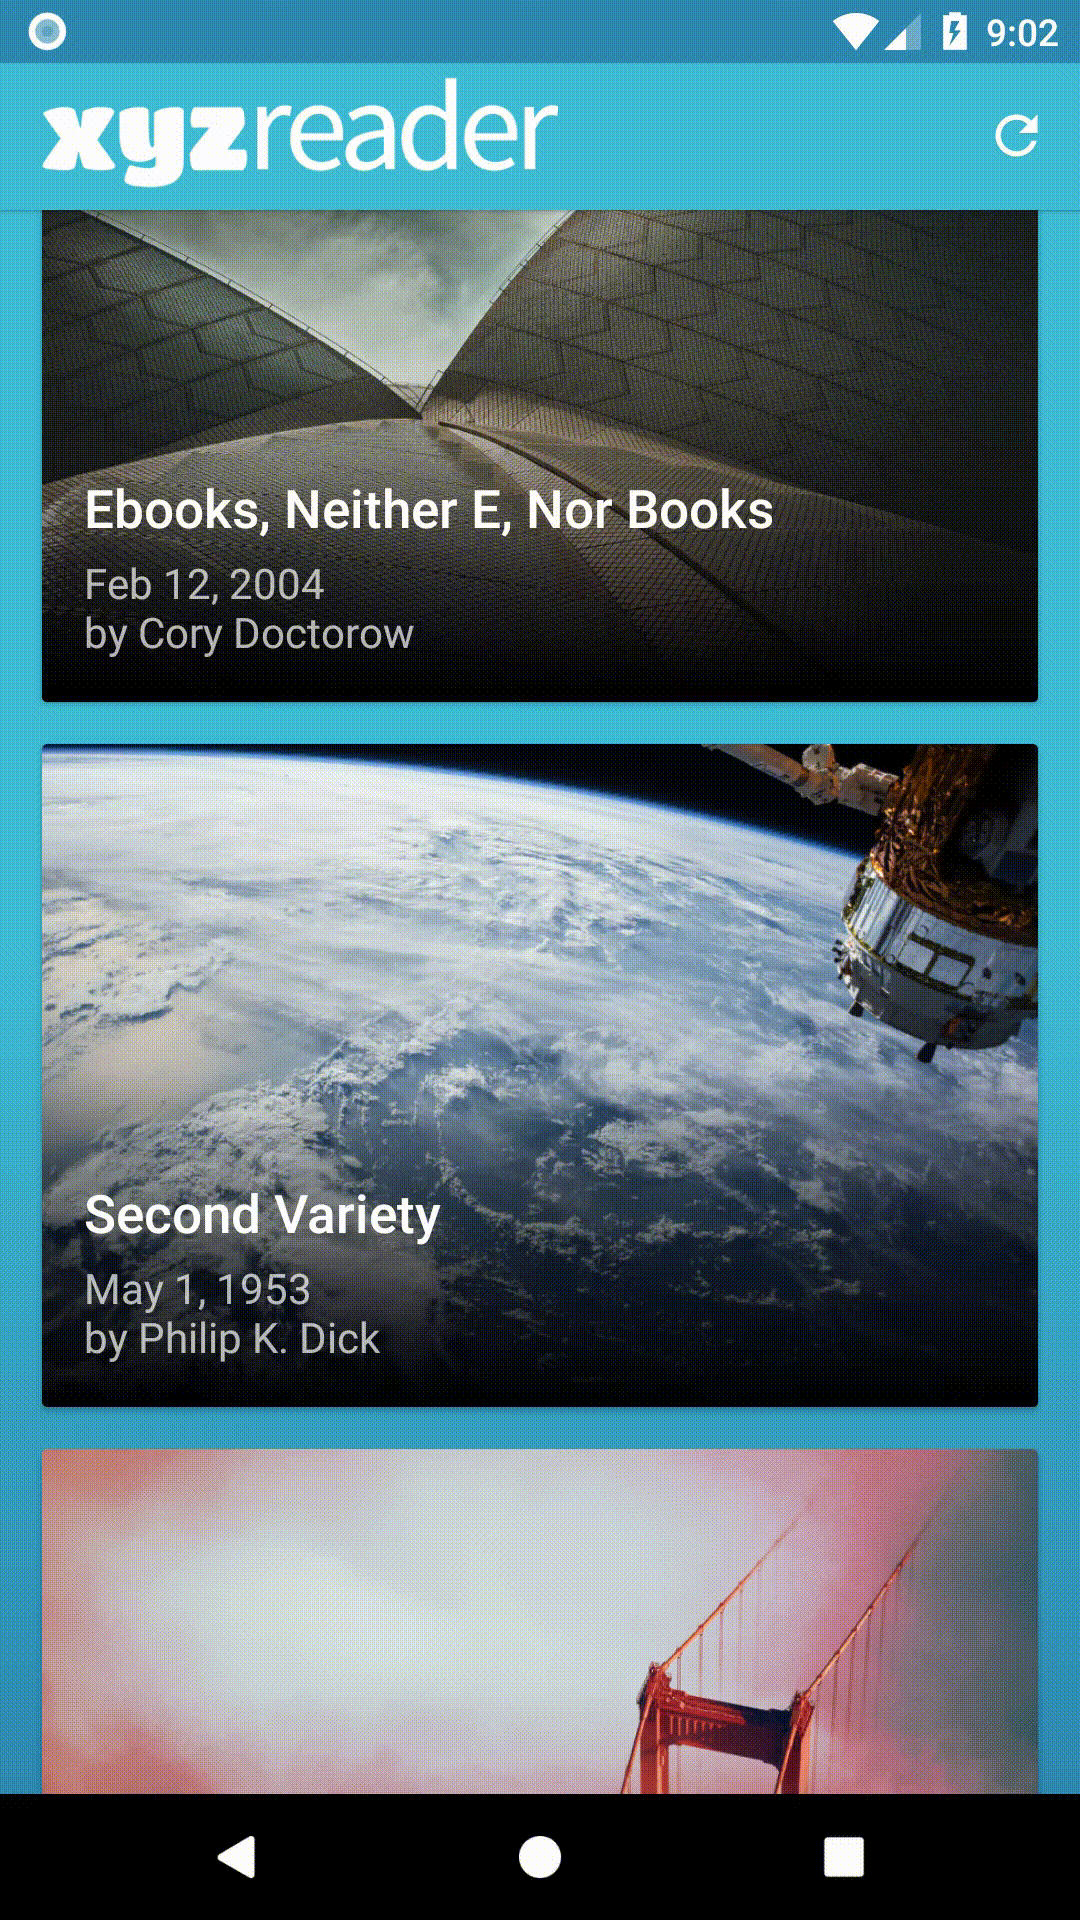 9:02
xyzreader
Ebooks, Neither E, Nor Books
Feb 12, 2004
by Cory Doctorow
Second Variety
May 1, 1953
by Philip K. Dick